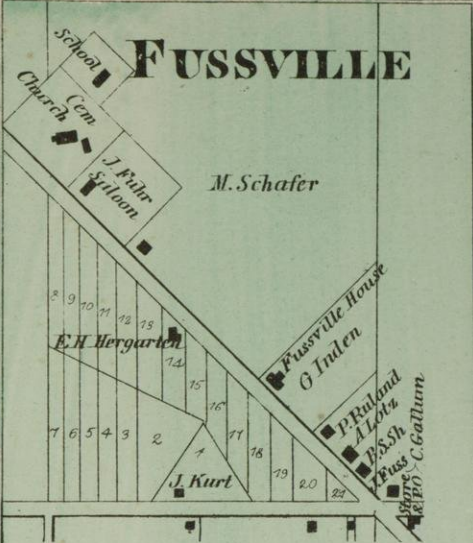 FUSSVILLE
School
Church
Cem
J. Fuhr
Saloon
M. Schafer
8 9 10 11 12 13
F.H. Hergarten
14
15
16
17
18
19
20
21
7 6 5 4 3 2 1
J. Kurt
Fussville House
G Inden
P. Ruland
A Lotz
B.S.Sh
J. Fuss
Store
& P.O. C. Gallum